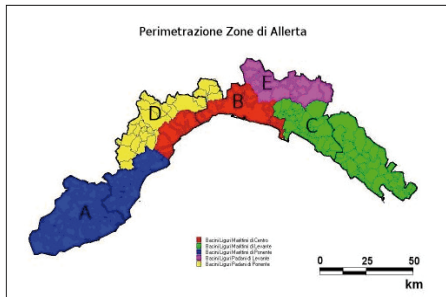 Perimetrazione Zone di Allerta
E
B
D
C
A
Bacini Liguri Marittimi di Centro
Bacini Liguri Marittimi di Levante
Bacini Liguri Marittimi di Ponente
Bacini Liguri Padani di Levante
Bacini Liguri Padani di Ponente
0 25 50
km